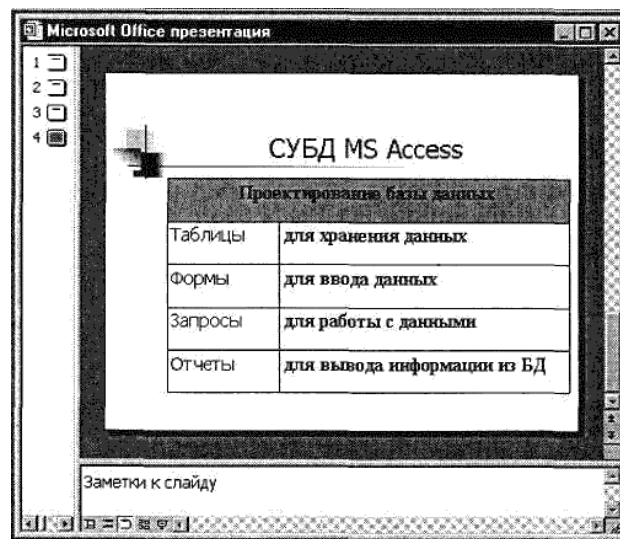 Microsoft Office презентация
1
2
3
4
СУБД MS Access
Проектирование базы данных
Таблицы для хранения данных
Формы для ввода данных
Запросы для работы с данными
Отчеты для вывода информации из БД
Заметки к слайду